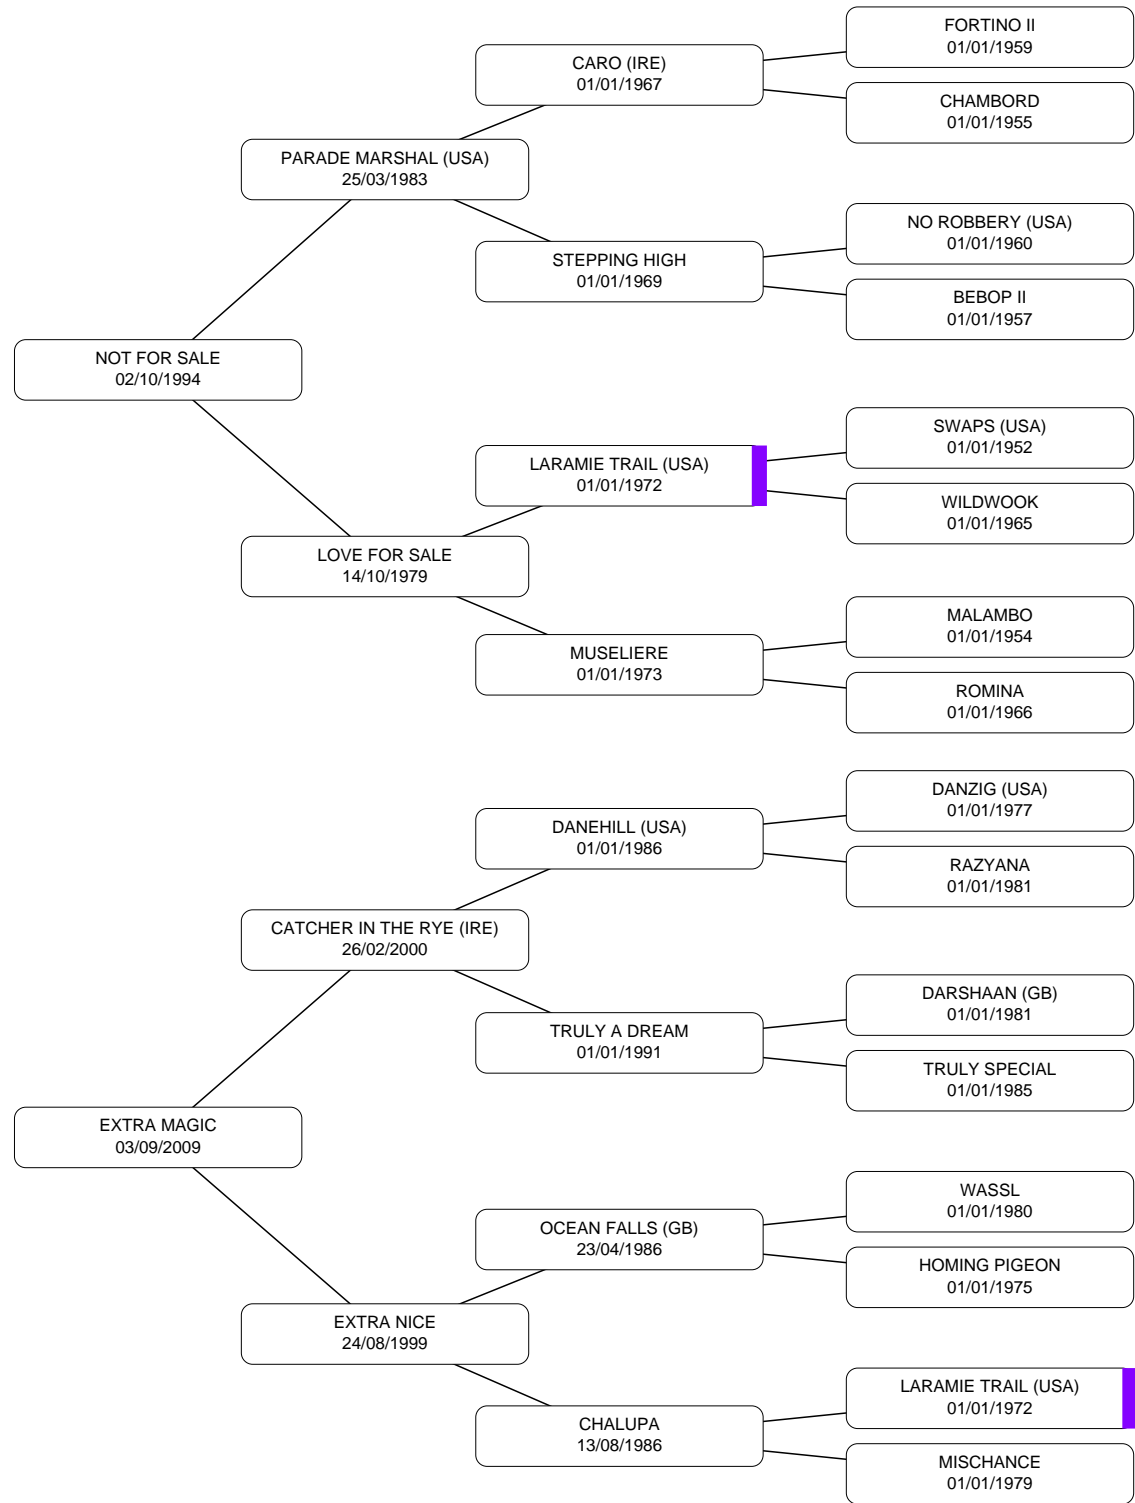 FORTINO II
01/01/1959
CARO (IRE)
01/01/1967
CHAMBORD
01/01/1955
PARADE MARSHAL (USA)
25/03/1983
NO ROBBERY (USA)
01/01/1960
STEPPING HIGH
01/01/1969
BEBOP II
01/01/1957
NOT FOR SALE
02/10/1994
SWAPS (USA)
01/01/1952
LARAMIE TRAIL (USA)
01/01/1972
WILDWOOK
01/01/1965
LOVE FOR SALE
14/10/1979
MALAMBO
01/01/1954
MUSELIERE
01/01/1973
ROMINA
01/01/1966
DANZIG (USA)
01/01/1977
DANEHILL (USA)
01/01/1986
RAZYANA
01/01/1981
CATCHER IN THE RYE (IRE)
26/02/2000
DARSHAAN (GB)
01/01/1981
TRULY A DREAM
01/01/1991
TRULY SPECIAL
01/01/1985
EXTRA MAGIC
03/09/2009
WASSL
01/01/1980
OCEAN FALLS (GB)
23/04/1986
HOMING PIGEON
01/01/1975
EXTRA NICE
24/08/1999
LARAMIE TRAIL (USA)
01/01/1972
CHALUPA
13/08/1986
MISCHANCE
01/01/1979